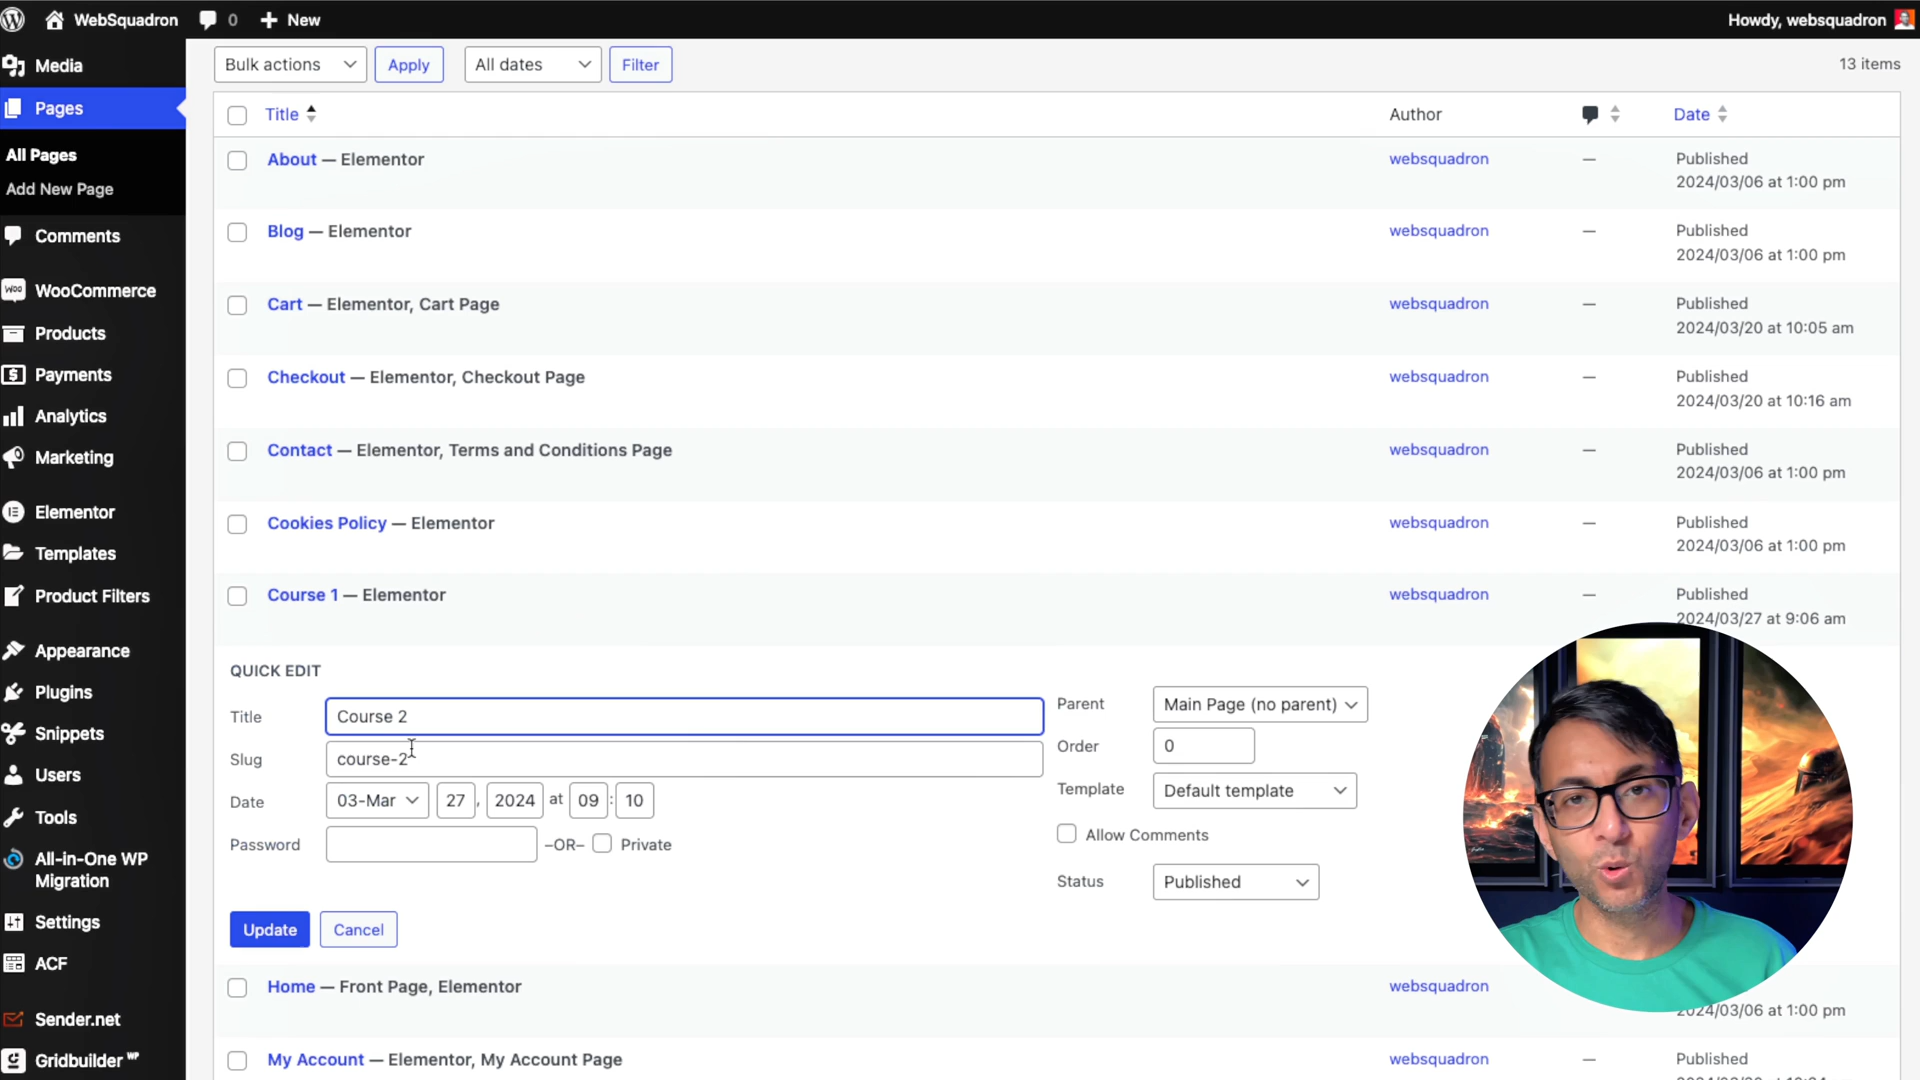 WebSquadron
0
New
Howdy, websquadron
Media
Pages
All Pages
Add New Page
Comments
WooCommerce
Products
Payments
Analytics
Marketing
Elementor
Templates
Product Filters
Appearance
Plugins
Snippets
Users
Tools
All-in-One WP
Migration
Settings
ACF
Sender.net
Gridbuilder WP
Bulk actions
Apply
All dates
Filter
13 items
Title
Author
Date
About — Elementor
websquadron
—
Published
2024/03/06 at 1:00 pm
Blog — Elementor
websquadron
—
Published
2024/03/06 at 1:00 pm
Cart — Elementor, Cart Page
websquadron
—
Published
2024/03/20 at 10:05 am
Checkout — Elementor, Checkout Page
websquadron
—
Published
2024/03/20 at 10:16 am
Contact — Elementor, Terms and Conditions Page
websquadron
—
Published
2024/03/06 at 1:00 pm
Cookies Policy — Elementor
websquadron
—
Published
2024/03/06 at 1:00 pm
Course 1 — Elementor
websquadron
—
Published
2024/03/27 at 9:06 am
QUICK EDIT
Title
Course 2
Slug
course-2
Date
03-Mar 27, 2024 at 09 : 10
Password
–OR– Private
Parent
Main Page (no parent)
Order
0
Template
Default template
Allow Comments
Status
Published
Update
Cancel
Home — Front Page, Elementor
websquadron
2024/03/06 at 1:00 pm
My Account — Elementor, My Account Page
websquadron
—
Published